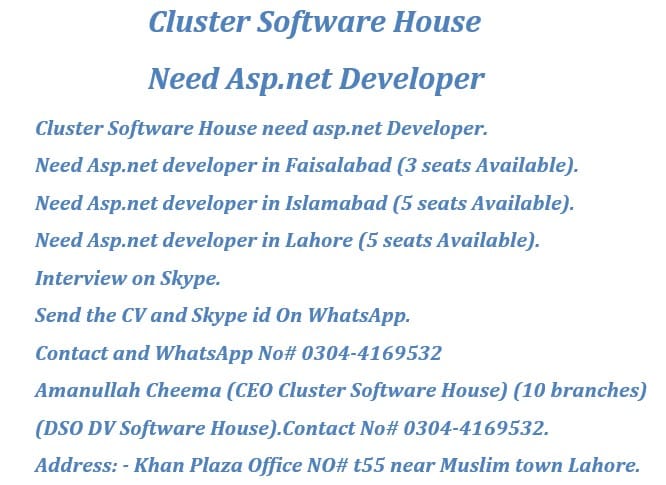 Cluster Software House
Need Asp.net Developer
Cluster Software House need asp.net Developer.
Need Asp.net developer in Faisalabad (3 seats Available).
Need Asp.net developer in Islamabad (5 seats Available).
Need Asp.net developer in Lahore (5 seats Available).
Interview on Skype.
Send the CV and Skype id On WhatsApp.
Contact and WhatsApp No# 0304-4169532
Amanullah Cheema (CEO Cluster Software House) (10 branches)
(DSO DV Software House).Contact No# 0304-4169532.
Address: - Khan Plaza Office NO# t55 near Muslim town Lahore.